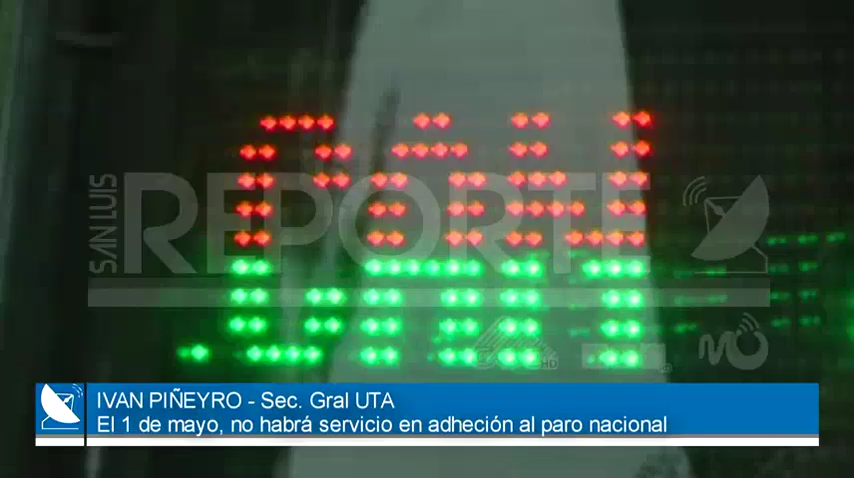 SAN LUIS
REPORTE
HD
IVAN PIÑEYRO - Sec. Gral UTA
El 1 de mayo, no habrá servicio en adheción al paro nacional